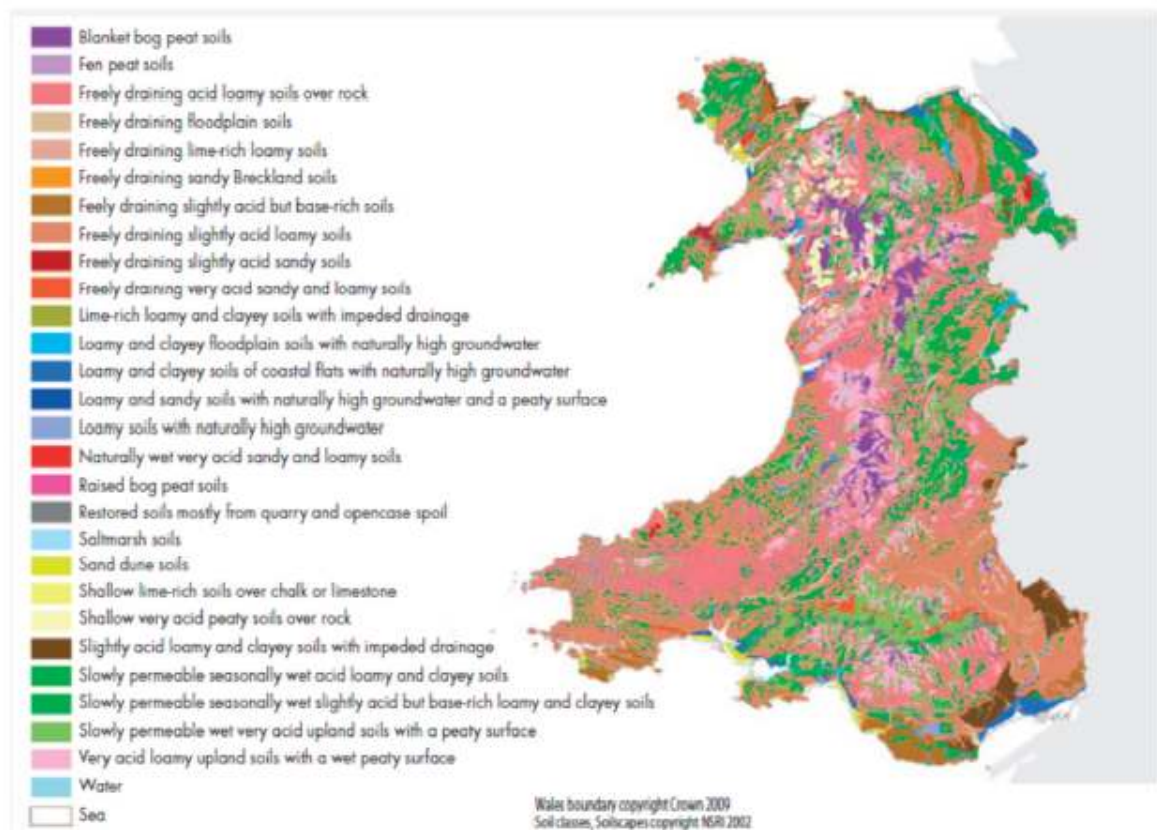 Blanket bog peat soils
Fen peat soils
Freely draining acid loamy soils over rock
Freely draining floodplain soils
Freely draining lime-rich loamy soils
Freely draining sandy Breckland soils
Feely draining slightly acid but base-rich soils
Freely draining slightly acid loamy soils
Freely draining slightly acid sandy soils
Freely draining very acid sandy and loamy soils
Lime-rich loamy and clayey soils with impeded drainage
Loamy and clayey floodplain soils with naturally high groundwater
Loamy and clayey soils of coastal flats with naturally high groundwater
Loamy and sandy soils with naturally high groundwater and a peaty surface
Loamy soils with naturally high groundwater
Naturally wet very acid sandy and loamy soils
Raised bog peat soils
Restored soils mostly from quarry and opencase spoil
Saltmarsh soils
Sand dune soils
Shallow lime-rich soils over chalk or limestone
Shallow very acid peaty soils over rock
Slightly acid loamy and clayey soils with impeded drainage
Slowly permeable seasonally wet acid loamy and clayey soils
Slowly permeable seasonally wet slightly acid but base-rich loamy and clayey soils
Slowly permeable wet very acid upland soils with a peaty surface
Very acid loamy upland soils with a wet peaty surface
Water
Sea
Wales boundary copyright Crown 2009
Soil classes, Soilscapes copyright NSRI 2002